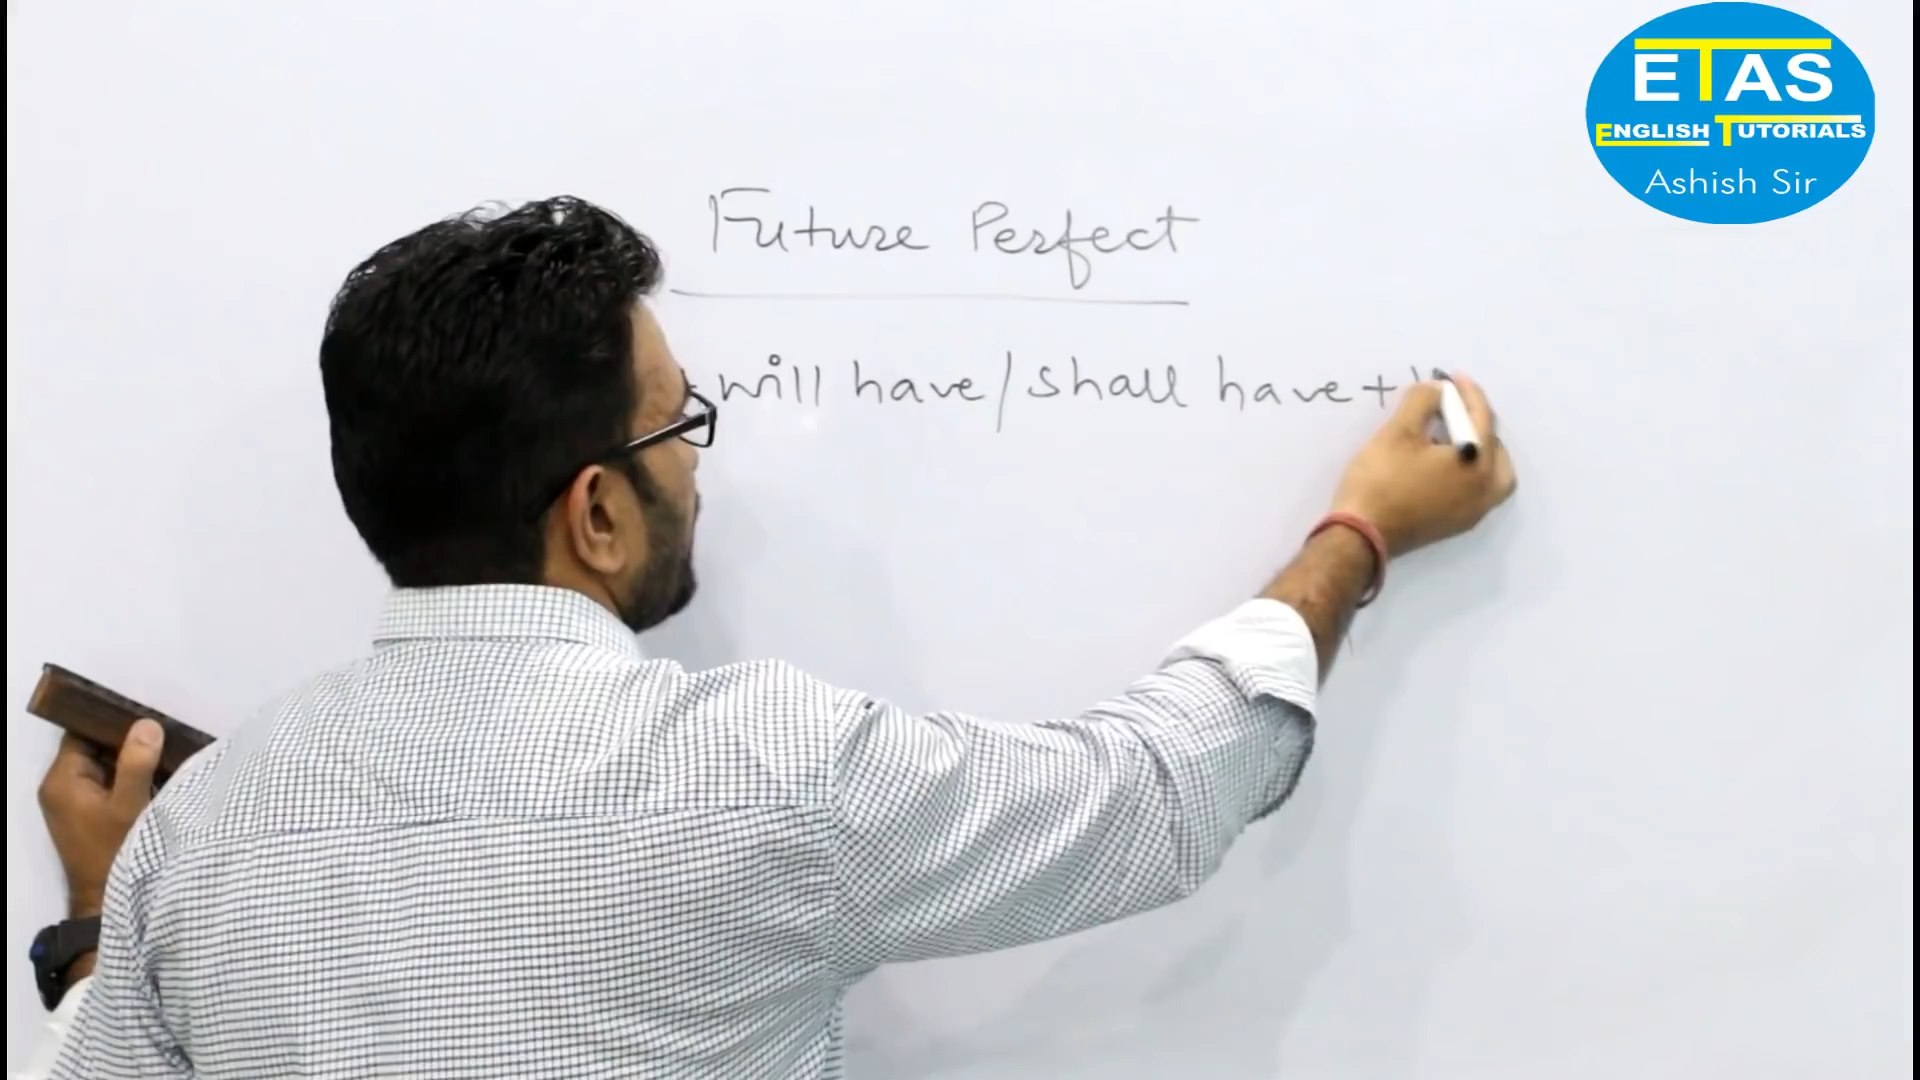 ETAS
ENGLISH TUTORIALS
Ashish Sir
Future Perfect
will have/shall have +